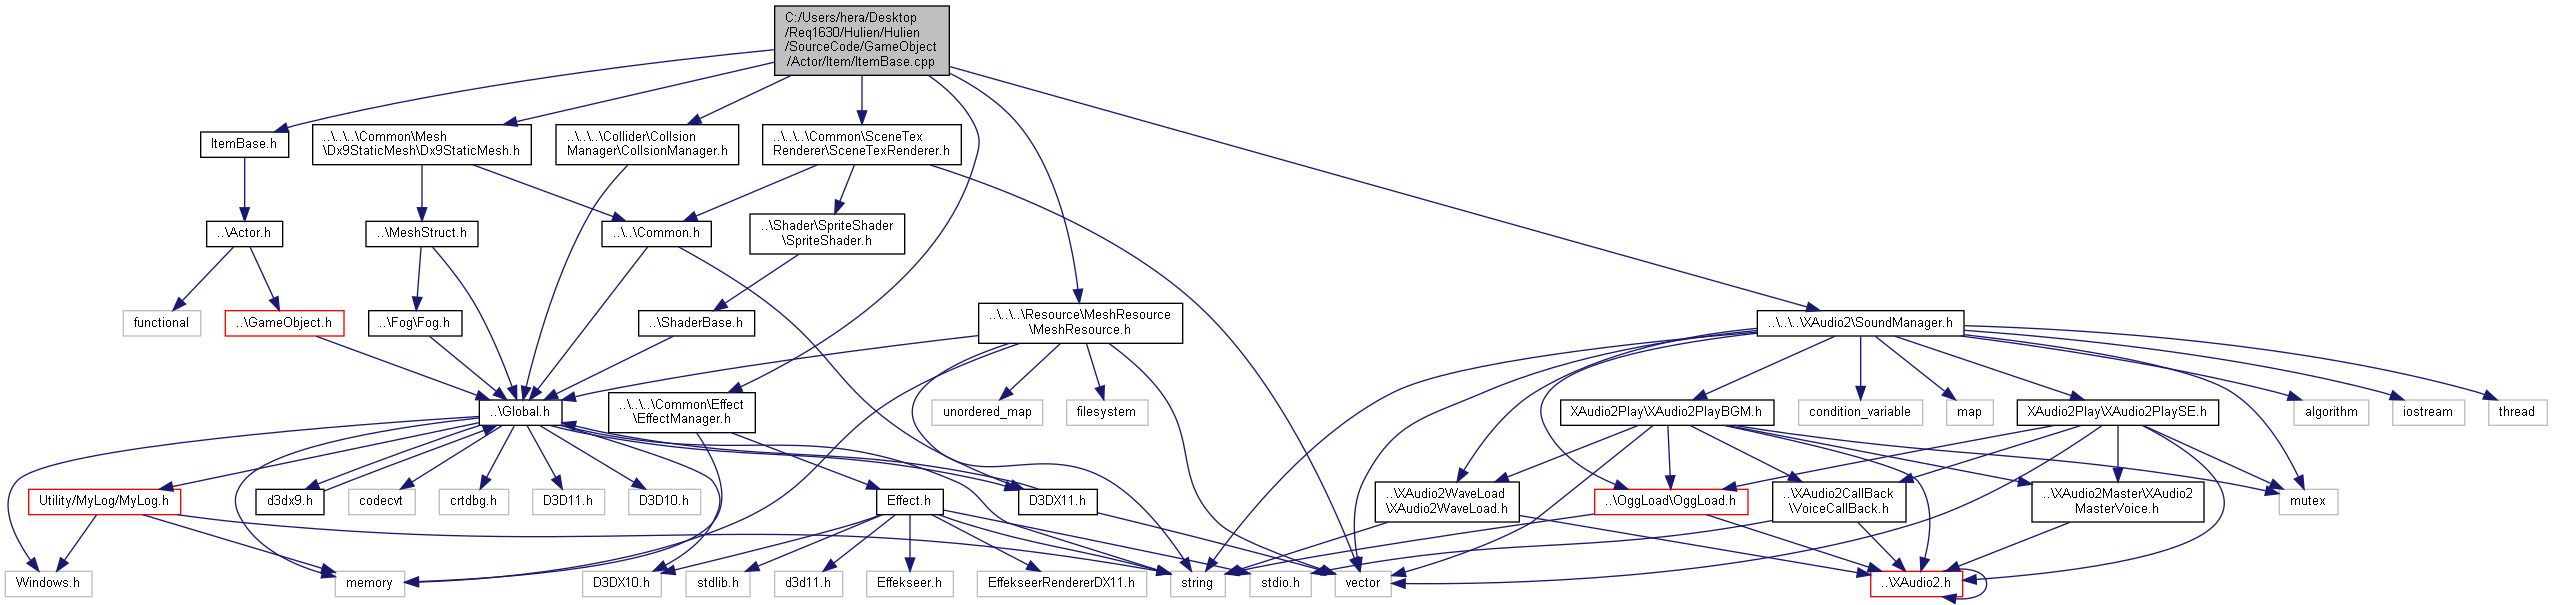 C:/Users/hera/Desktop
/Req1630/Hulien/Hulien
/SourceCode/GameObject
/Actor/Item/ItemBase.cpp
ItemBase.h
..\..\..\..\Common\Mesh
\Dx9StaticMesh\Dx9StaticMesh.h
..\..\..\Collider\Collsion
Manager\CollsionManager.h
..\..\..\..\Common\SceneTex
Renderer\SceneTexRenderer.h
..\Actor.h
..\MeshStruct.h
..\..\Common.h
..\Shader\SpriteShader
\SpriteShader.h
functional
..\GameObject.h
..\Fog\Fog.h
..\ShaderBase.h
..\..\..\Resource\MeshResource
\MeshResource.h
..\..\..\XAudio2\SoundManager.h
..\Global.h
..\..\..\..\Common\Effect
\EffectManager.h
unordered_map
filesystem
XAudio2Play\XAudio2PlayBGM.h
condition_variable
map
XAudio2Play\XAudio2PlaySE.h
algorithm
iostream
thread
Utility/MyLog/MyLog.h
d3dx9.h
codecvt
crtdbg.h
D3D11.h
D3D10.h
Effect.h
D3DX11.h
..\XAudio2WaveLoad
\XAudio2WaveLoad.h
..\OggLoad\OggLoad.h
..\XAudio2CallBack
\VoiceCallBack.h
..\XAudio2Master\XAudio2
MasterVoice.h
mutex
Windows.h
memory
D3DX10.h
stdlib.h
d3d11.h
Effekseer.h
EffekseerRendererDX11.h
string
stdio.h
vector
..\XAudio2.h